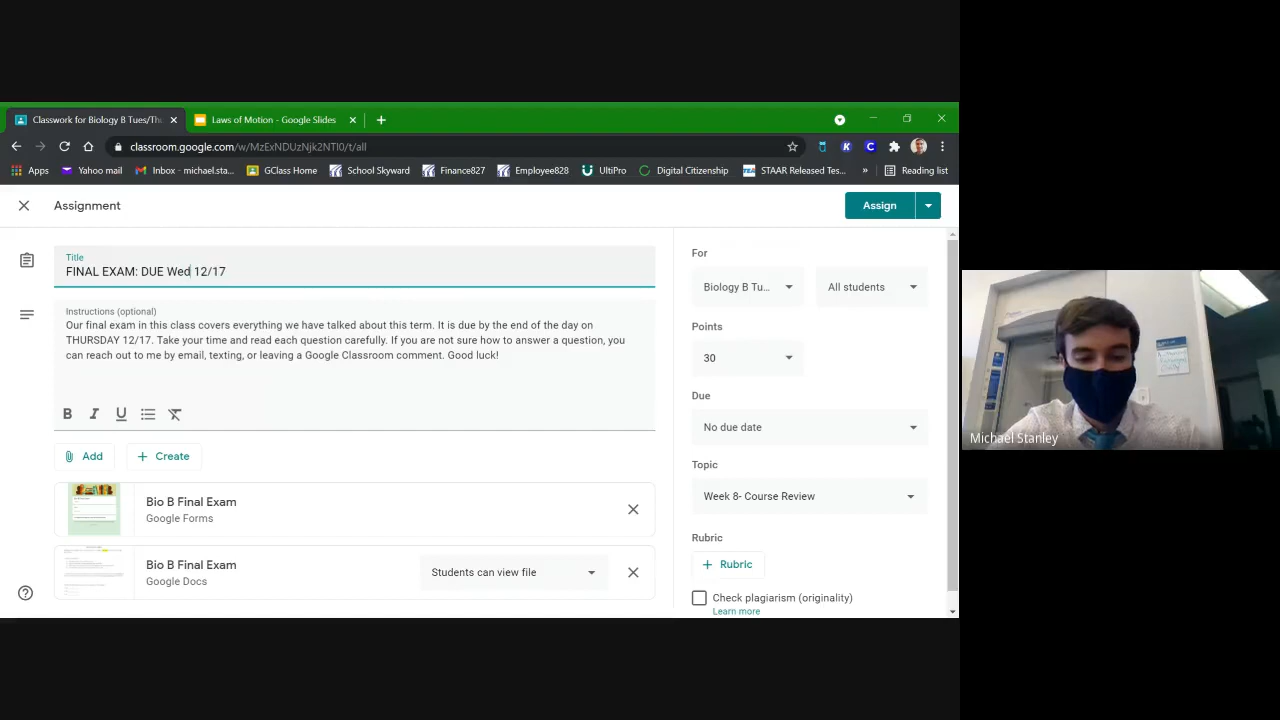 Classwork for Biology B Tues/Thu
Laws of Motion - Google Slides
classroom.google.com/w/MzExNDUzNjk2NTI0/t/all
Apps
Yahoo mail
Inbox - michael.sta...
GClass Home
School Skyward
Finance827
Employee828
UltiPro
Digital Citizenship
TEA STAAR Released Tes...
»
Reading list
Assignment
Assign
Title
FINAL EXAM: DUE Wed 12/17
Instructions (optional)
Our final exam in this class covers everything we have talked about this term. It is due by the end of the day on
THURSDAY 12/17. Take your time and read each question carefully. If you are not sure how to answer a question, you
can reach out to me by email, texting, or leaving a Google Classroom comment. Good luck!
B I U
Add
+ Create
Bio B Final Exam
Google Forms
Bio B Final Exam
Google Docs
Students can view file
For
Biology B Tu...
All students
Points
30
Due
No due date
Topic
Week 8- Course Review
Rubric
+ Rubric
Check plagiarism (originality)
Learn more
Michael Stanley